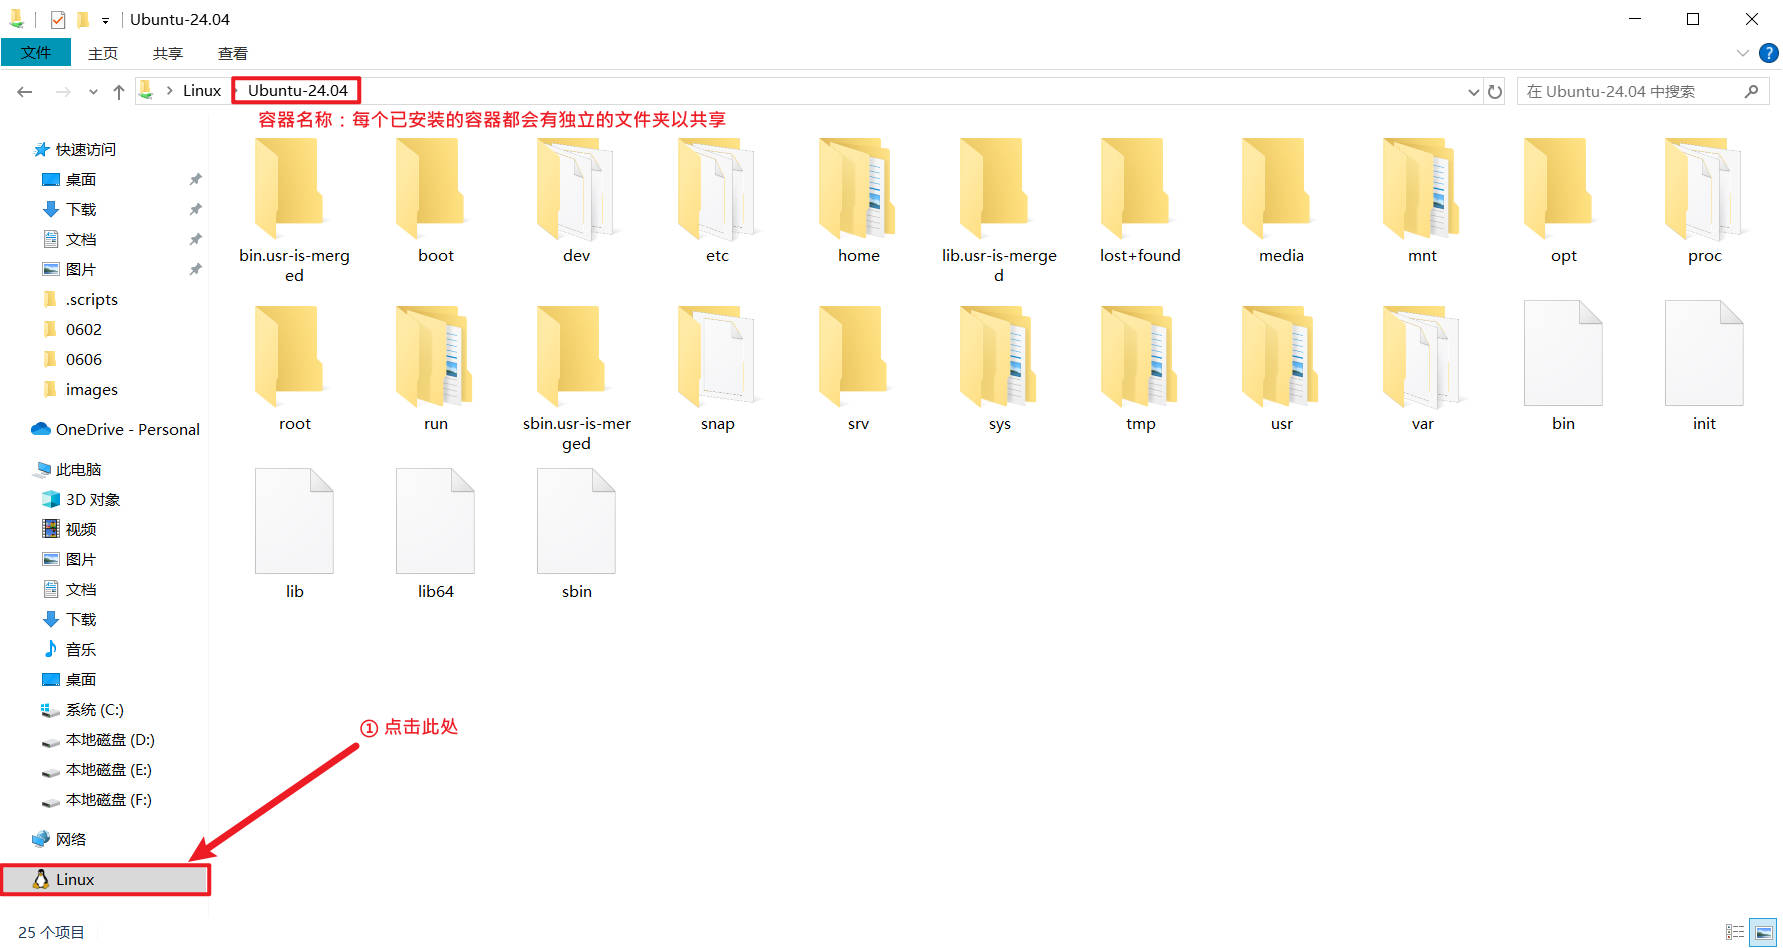 Ubuntu-24.04
文件 主页 共享 查看
Linux Ubuntu-24.04 在 Ubuntu-24.04 中搜索
容器名称：每个已安装的容器都会有独立的文件夹以共享
快速访问
桌面
下载
文档
图片
.scripts
0602
0606
images
OneDrive - Personal
此电脑
3D 对象
视频
图片
文档
下载
音乐
桌面
系统 (C:)
本地磁盘 (D:)
本地磁盘 (E:)
本地磁盘 (F:)
网络
Linux
bin.usr-is-merg
ed
boot
dev
etc
home
lib.usr-is-merge
d
lost+found
media
mnt
opt
proc
root
run
sbin.usr-is-mer
ged
snap
srv
sys
tmp
usr
var
bin
init
lib
lib64
sbin
① 点击此处
25 个项目